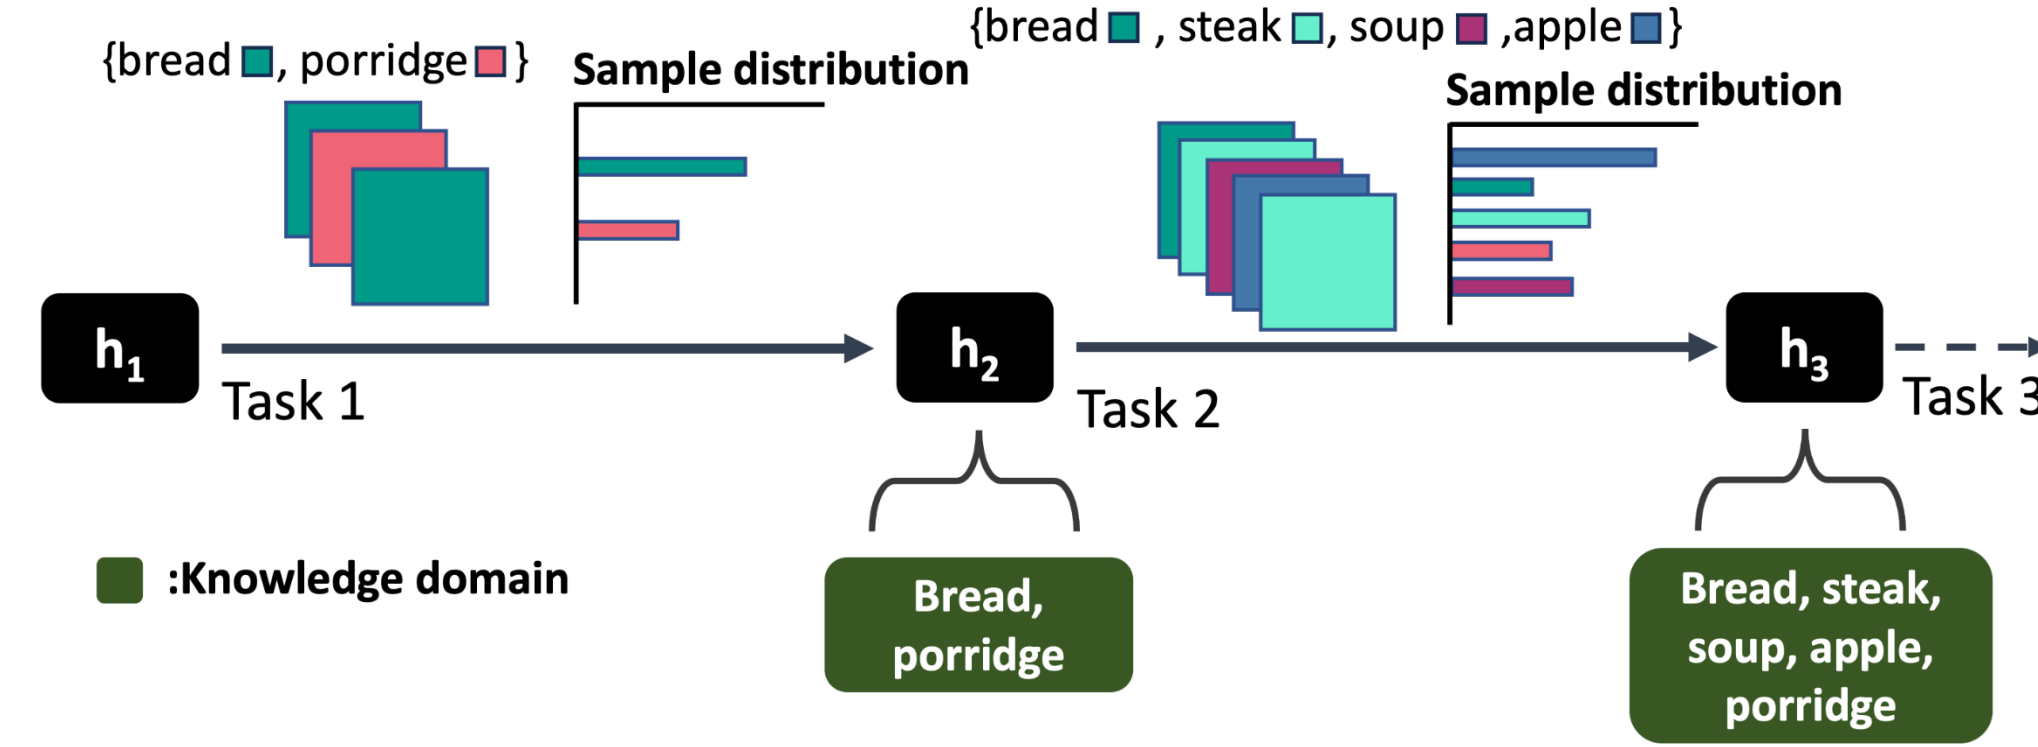 {bread , porridge }
Sample distribution
{bread , steak , soup ,apple }
Sample distribution
h1
Task 1
h2
Task 2
h3
Task 3
:Knowledge domain
Bread,
porridge
Bread, steak,
soup, apple,
porridge